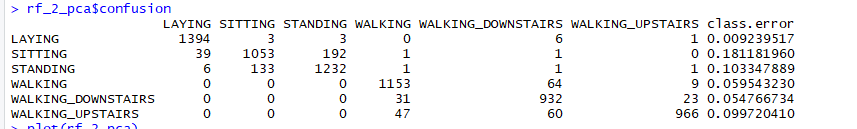 > rf_2_pca$confusion
LAYING SITTING STANDING WALKING WALKING_DOWNSTAIRS WALKING_UPSTAIRS class.error
LAYING 1394 3 3 0 6 1 0.009239517
SITTING 39 1053 192 1 1 0 0.181181960
STANDING 6 133 1232 1 1 1 0.103347889
WALKING 0 0 0 1153 64 9 0.059543230
WALKING_DOWNSTAIRS 0 0 0 31 932 23 0.054766734
WALKING_UPSTAIRS 0 0 0 47 60 966 0.099720410
> plot(rf_2_pca)